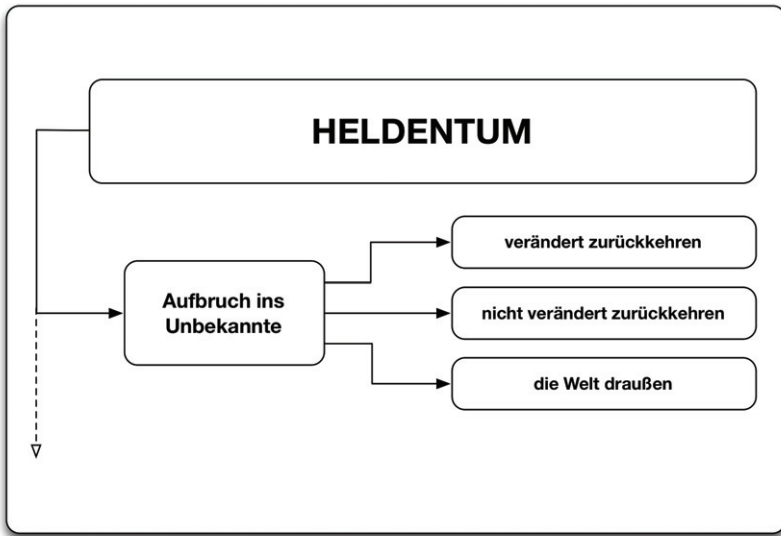 HELDENTUM
verändert zurückkehren
Aufbruch ins
Unbekannte
nicht verändert zurückkehren
die Welt draußen